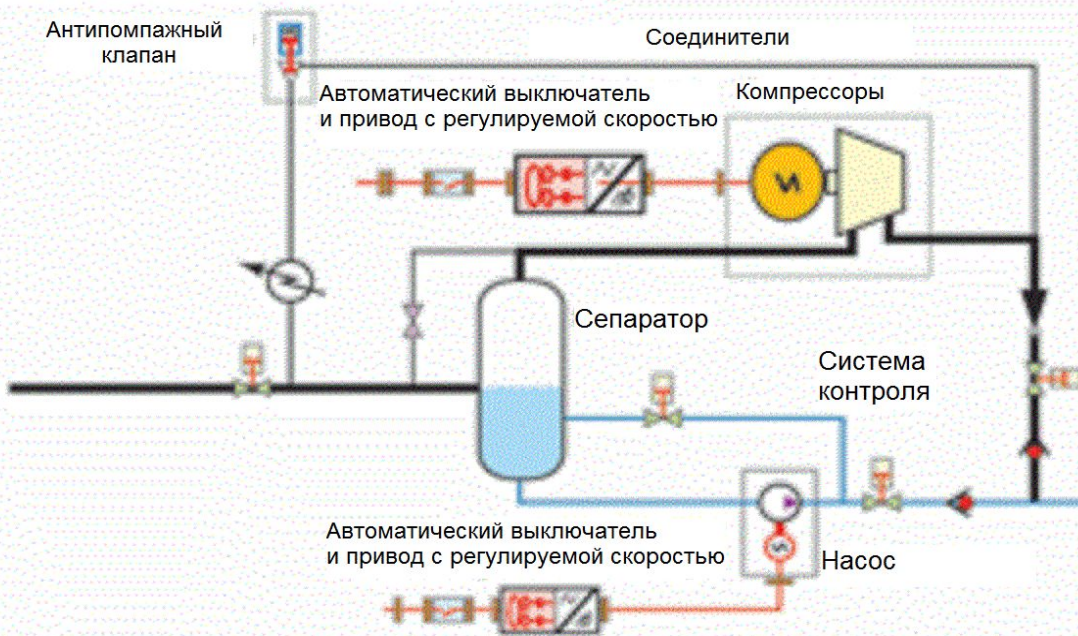 Антипомпажный
клапан
Соединители
Автоматический выключатель
и привод с регулируемой скоростью
Компрессоры
Сепаратор
Система
контроля
Автоматический выключатель
и привод с регулируемой скоростью
Насос